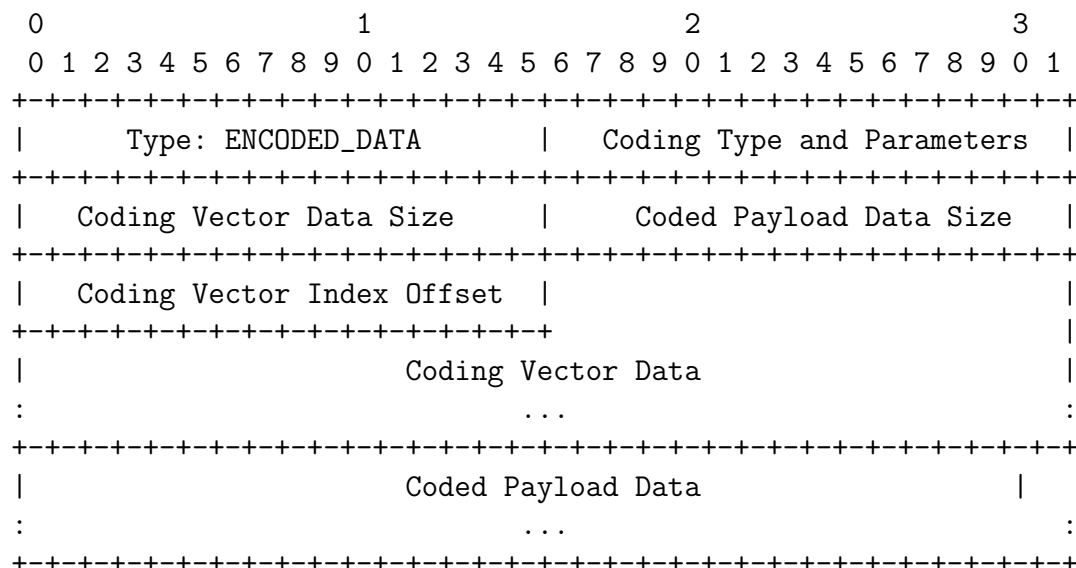 0                   1                   2                   3
 0 1 2 3 4 5 6 7 8 9 0 1 2 3 4 5 6 7 8 9 0 1 2 3 4 5 6 7 8 9 0 1
+-+-+-+-+-+-+-+-+-+-+-+-+-+-+-+-+-+-+-+-+-+-+-+-+-+-+-+-+-+-+-+-+
|      Type: ENCODED_DATA       |   Coding Type and Parameters  |
+-+-+-+-+-+-+-+-+-+-+-+-+-+-+-+-+-+-+-+-+-+-+-+-+-+-+-+-+-+-+-+-+
|   Coding Vector Data Size     |     Coded Payload Data Size   |
+-+-+-+-+-+-+-+-+-+-+-+-+-+-+-+-+-+-+-+-+-+-+-+-+-+-+-+-+-+-+-+-+
|   Coding Vector Index Offset  |                               |
+-+-+-+-+-+-+-+-+-+-+-+-+-+-+-+-+                               |
|                       Coding Vector Data                      |
:                              ...                              :
+-+-+-+-+-+-+-+-+-+-+-+-+-+-+-+-+-+-+-+-+-+-+-+-+-+-+-+-+-+-+-+-+
|                       Coded Payload Data                   |
:                              ...                              :
+-+-+-+-+-+-+-+-+-+-+-+-+-+-+-+-+-+-+-+-+-+-+-+-+-+-+-+-+-+-+-+-+